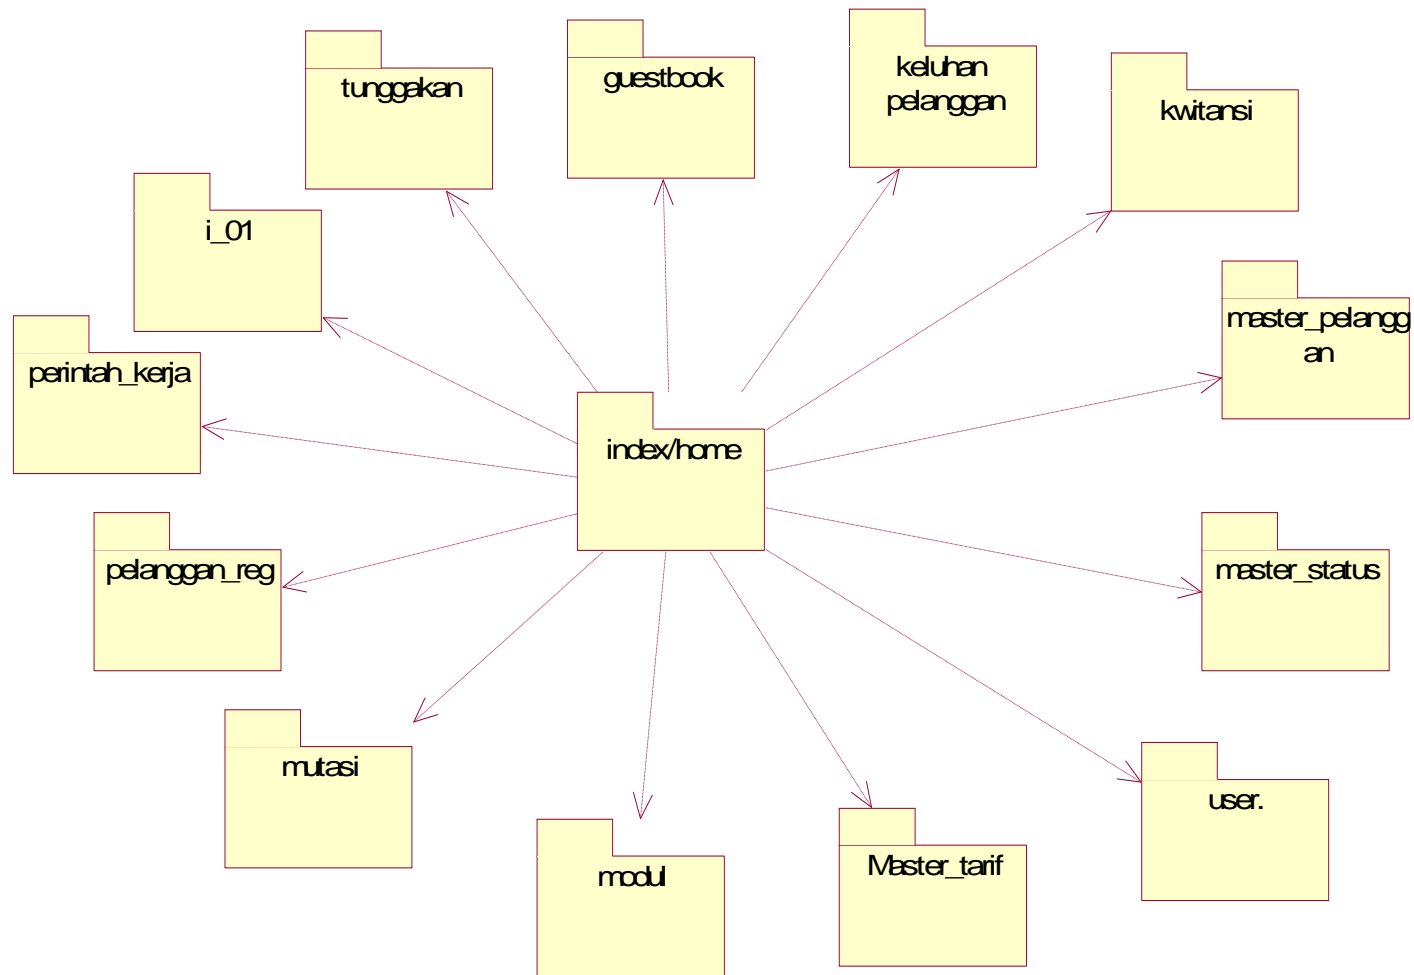 tunggakan
guestbook
keluhan
pelanggan
kwitansi
i_01
master_pelangg
an
perintah_kerja
index/home
pelanggan_reg
master_status
mutasi
modul
Master_tarif
user.